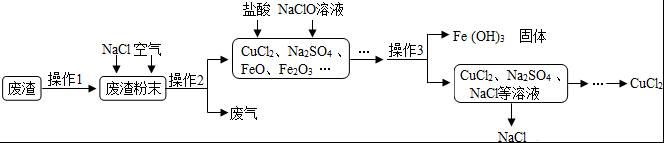 盐酸 NaClO溶液
NaCl 空气
废渣
操作1
废渣粉末
操作2
CuCl2、Na2SO4 、
FeO、Fe2O3 ···
废气
···
操作3
Fe (OH)3 固体
CuCl2、Na2SO4 、
NaCl等溶液
NaCl
···
CuCl2